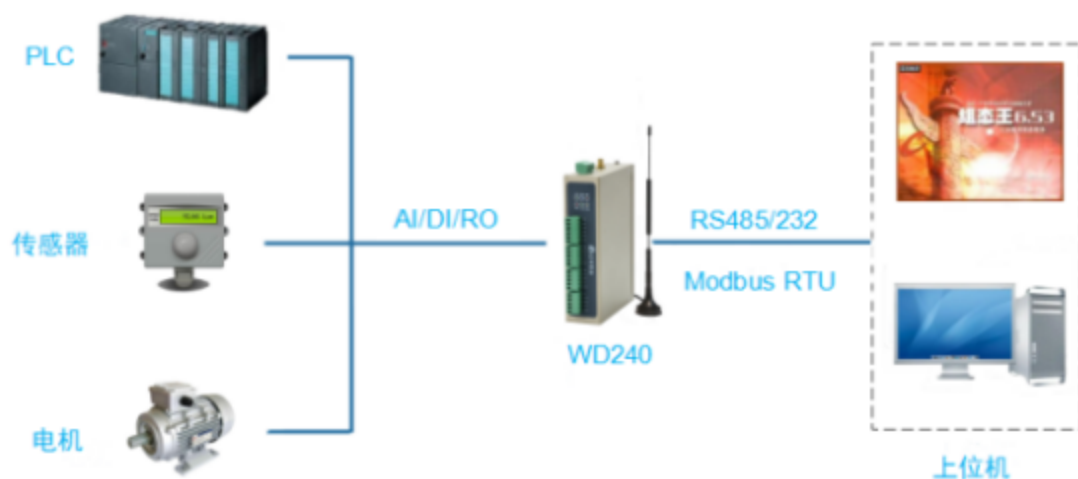 PLC
传感器
电机
AI/DI/RO
WD240
RS485/232
Modbus RTU
组态王6.53
上位机